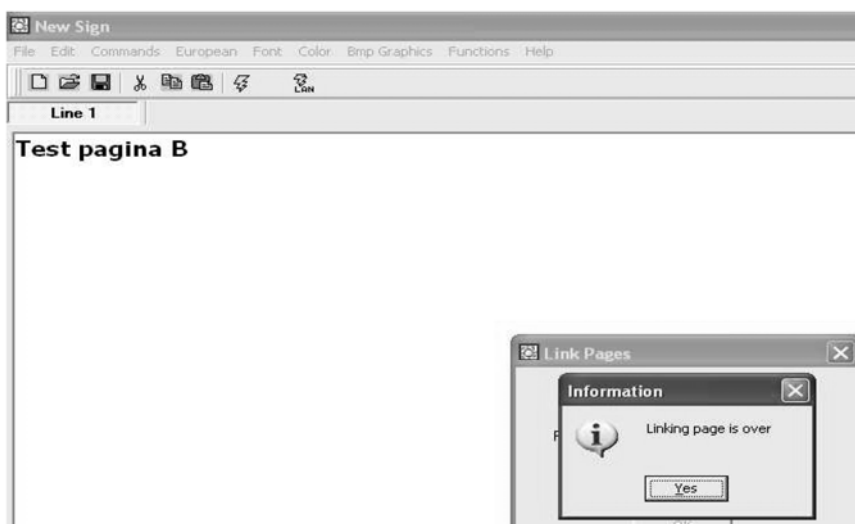 New Sign
File Edit Commands European Font Color Bmp Graphics Functions Help
LAN
Line 1
Test pagina B
Link Pages
Information
Linking page is over
Yes
OK